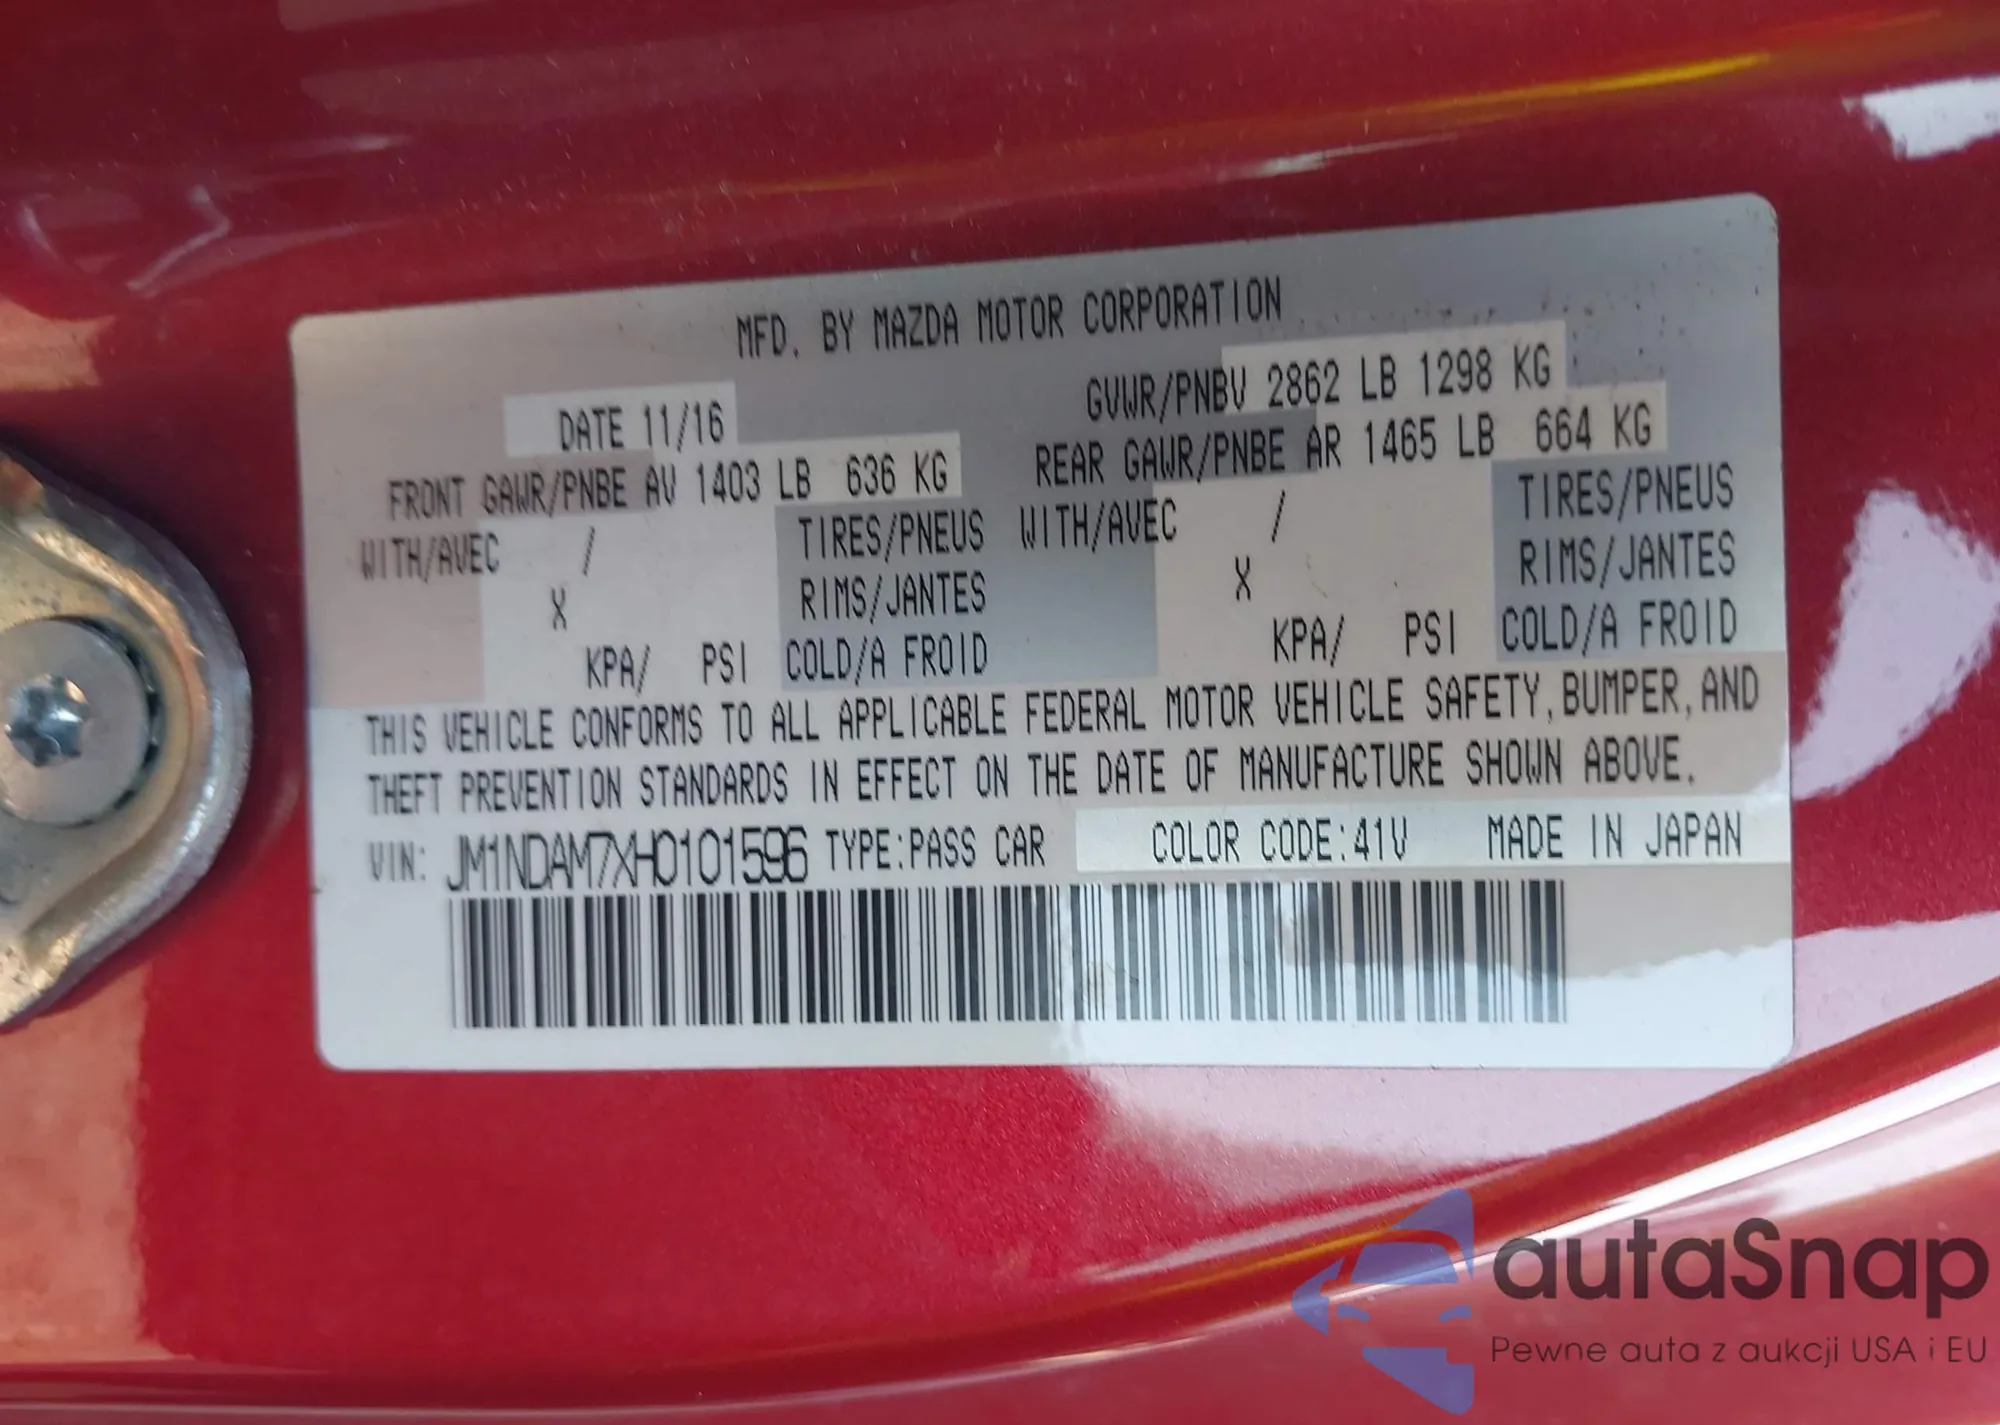 MFD. BY MAZDA MOTOR CORPORATION
DATE 11/16
GVWR/PNBV 2862 LB 1298 KG
FRONT GAWR/PNBE AV 1403 LB 636 KG
REAR GAWR/PNBE AR 1465 LB 664 KG
WITH/AVEC / TIRES/PNEUS
X RIMS/JANTES
KPA/ PSI COLD/A FROID
WITH/AVEC / TIRES/PNEUS
X RIMS/JANTES
KPA/ PSI COLD/A FROID
THIS VEHICLE CONFORMS TO ALL APPLICABLE FEDERAL MOTOR VEHICLE SAFETY, BUMPER, AND
THEFT PREVENTION STANDARDS IN EFFECT ON THE DATE OF MANUFACTURE SHOWN ABOVE.
VIN: JM1NDAM7XH0101596 TYPE:PASS CAR COLOR CODE:41V MADE IN JAPAN
autaSnap
Pewne auta z aukcji USA i EU